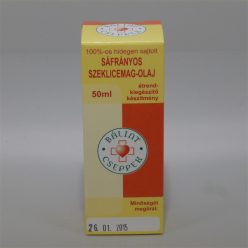 100%-os hidegen sajtolt
SÁFRÁNYOS
SZEKLICEMAG-OLAJ
50ml
étrend-
kiegészítő
készítmény
BÁLINT
CSEPPEK
Minőségét
megőrzi:
26. 01. 2015